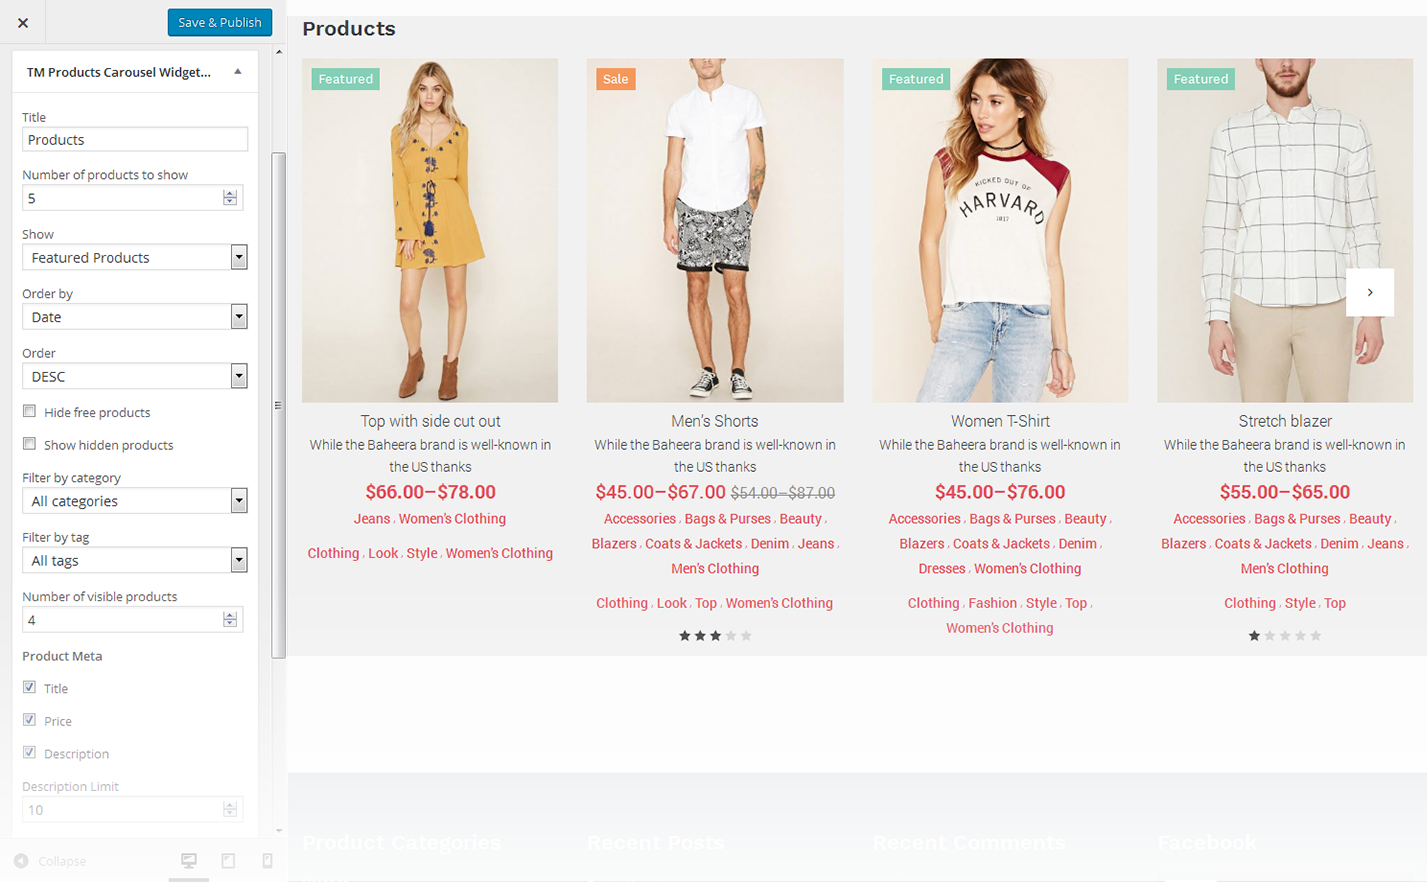 Save & Publish
TM Products Carousel Widget...
Title
Products
Number of products to show
5
Show
Featured Products
Order by
Date
Order
DESC
Hide free products
Show hidden products
Filter by category
All categories
Filter by tag
All tags
Number of visible products
4
Product Meta
Title
Price
Description
Description Limit
10
Collapse
Products
Featured
Top with side cut out
While the Baheera brand is well-known in
the US thanks
$66.00–$78.00
Jeans, Women's Clothing
Clothing, Look, Style, Women's Clothing
Sale
Men's Shorts
While the Baheera brand is well-known in
the US thanks
$45.00–$67.00 $54.00–$87.00
Accessories, Bags & Purses, Beauty,
Blazers, Coats & Jackets, Denim, Jeans,
Men's Clothing
Clothing, Look, Top, Women's Clothing
Featured
KICKED OUT OF
HARVARD
1817
Women T-Shirt
While the Baheera brand is well-known in
the US thanks
$45.00–$76.00
Accessories, Bags & Purses, Beauty,
Blazers, Coats & Jackets, Denim,
Dresses, Women's Clothing
Clothing, Fashion, Style, Top,
Women's Clothing
Featured
Stretch blazer
While the Baheera brand is well-known in
the US thanks
$55.00–$65.00
Accessories, Bags & Purses, Beauty,
Blazers, Coats & Jackets, Denim, Jeans,
Men's Clothing
Clothing, Style, Top
Product Categories
Recent Posts
Recent Comments
Facebook